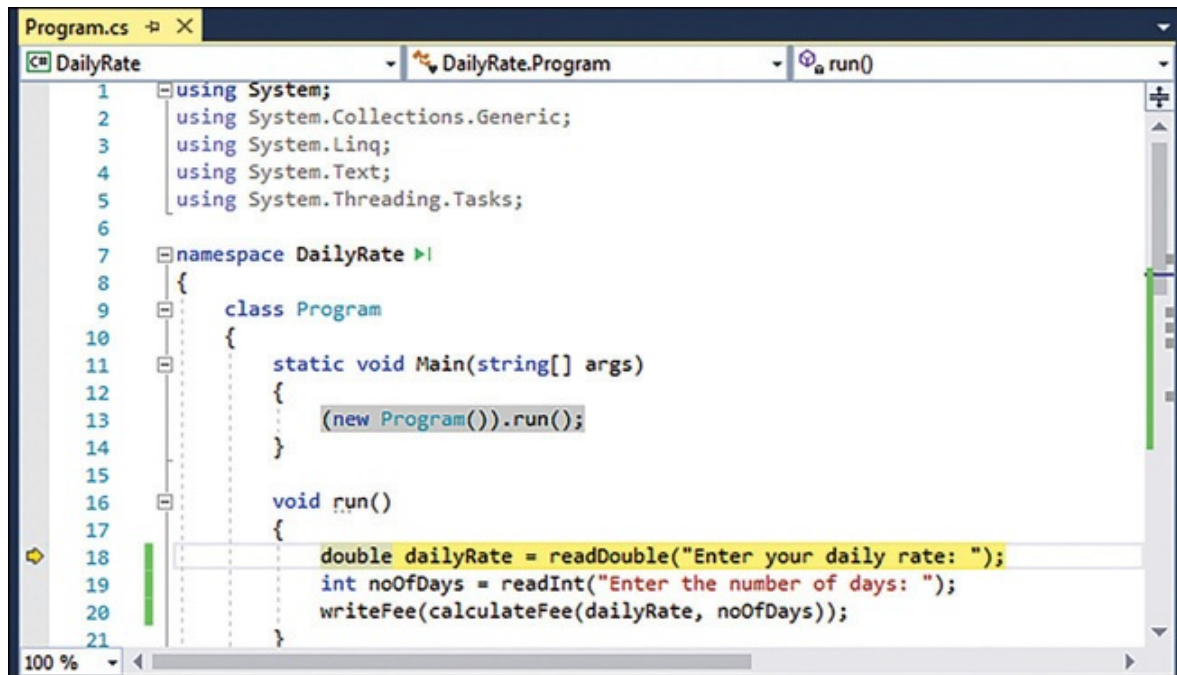 Program.cs
DailyRate DailyRate.Program run()
1 using System;
2 using System.Collections.Generic;
3 using System.Linq;
4 using System.Text;
5 using System.Threading.Tasks;
6
7 namespace DailyRate
8 {
9 class Program
10 {
11 static void Main(string[] args)
12 {
13 (new Program()).run();
14 }
15
16 void run()
17 {
18 double dailyRate = readDouble("Enter your daily rate: ");
19 int noOfDays = readInt("Enter the number of days: ");
20 writeFee(calculateFee(dailyRate, noOfDays));
21 }
100 %